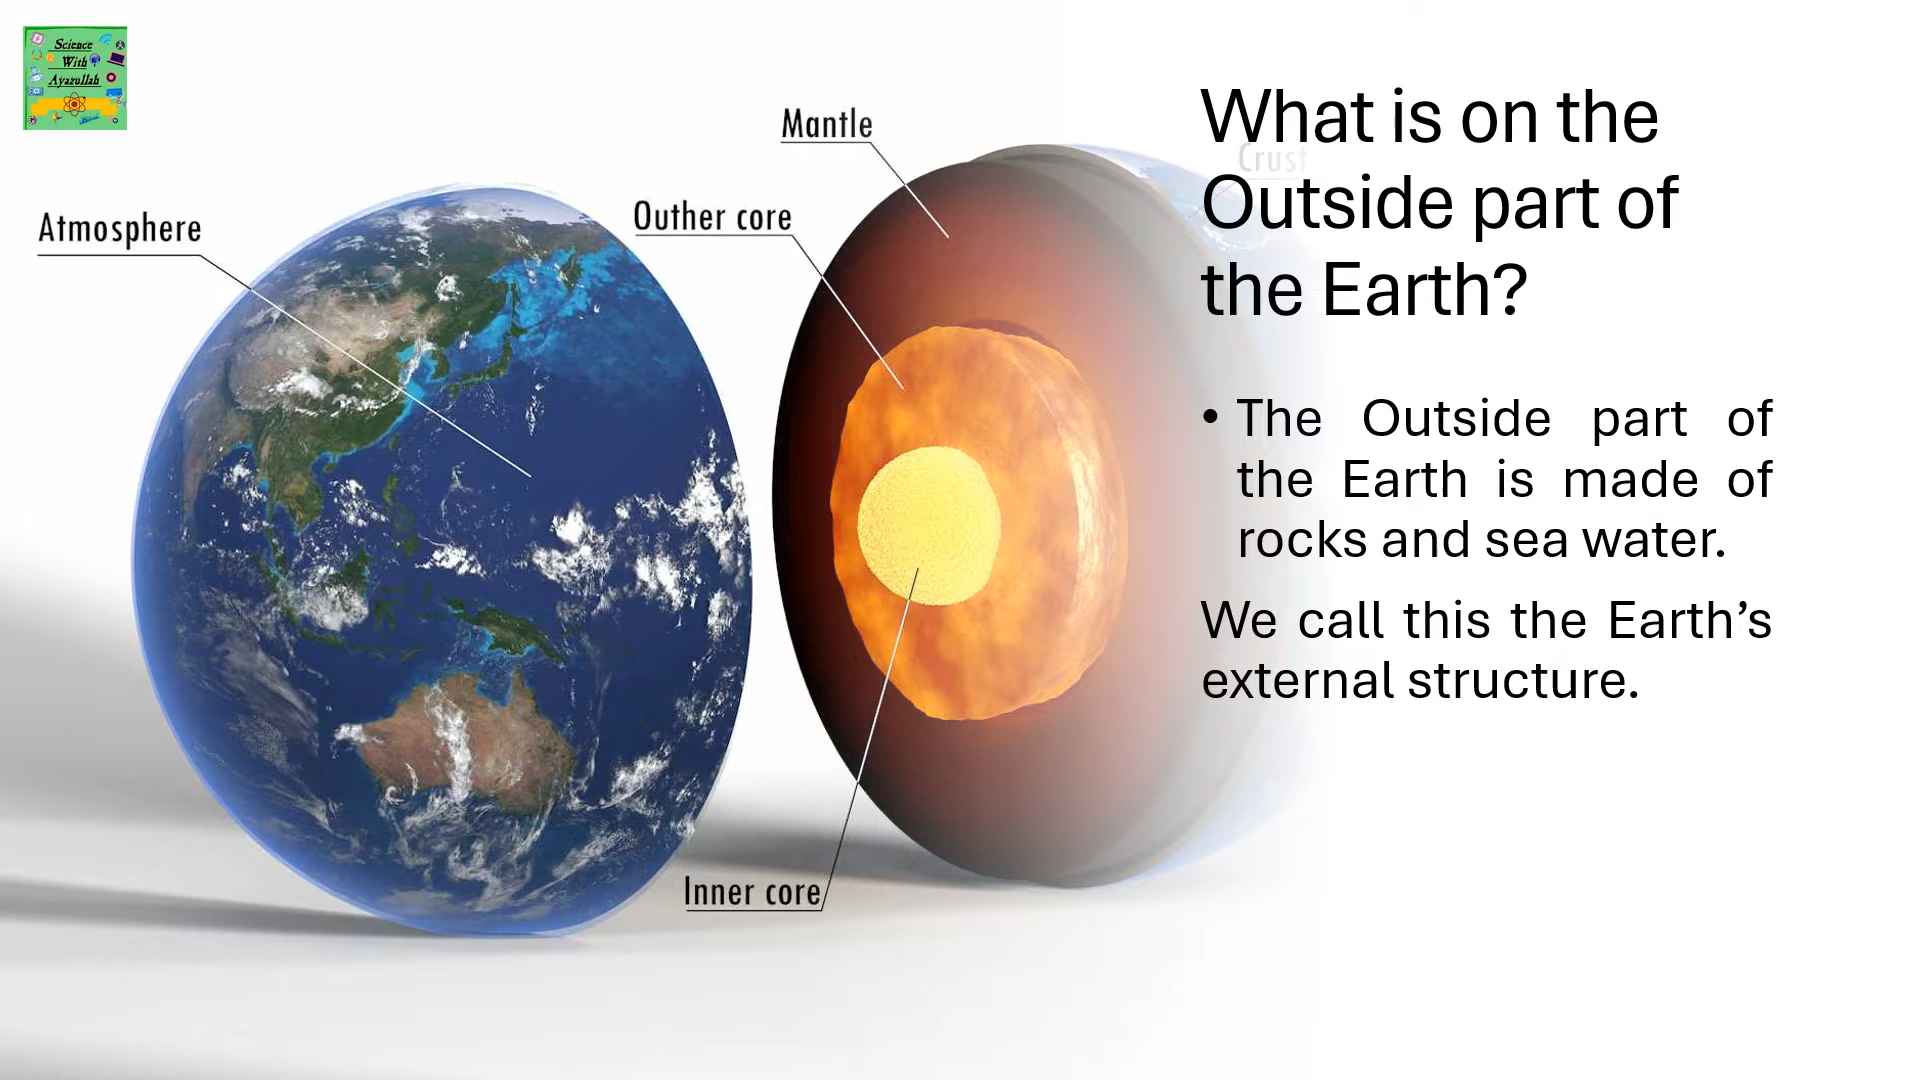 Science
With
Ayazullah
Mantle
Crust
Outher core
Atmosphere
Inner core
What is on the
Outside part of
the Earth?
• The Outside part of
the Earth is made of
rocks and sea water.
We call this the Earth’s
external structure.